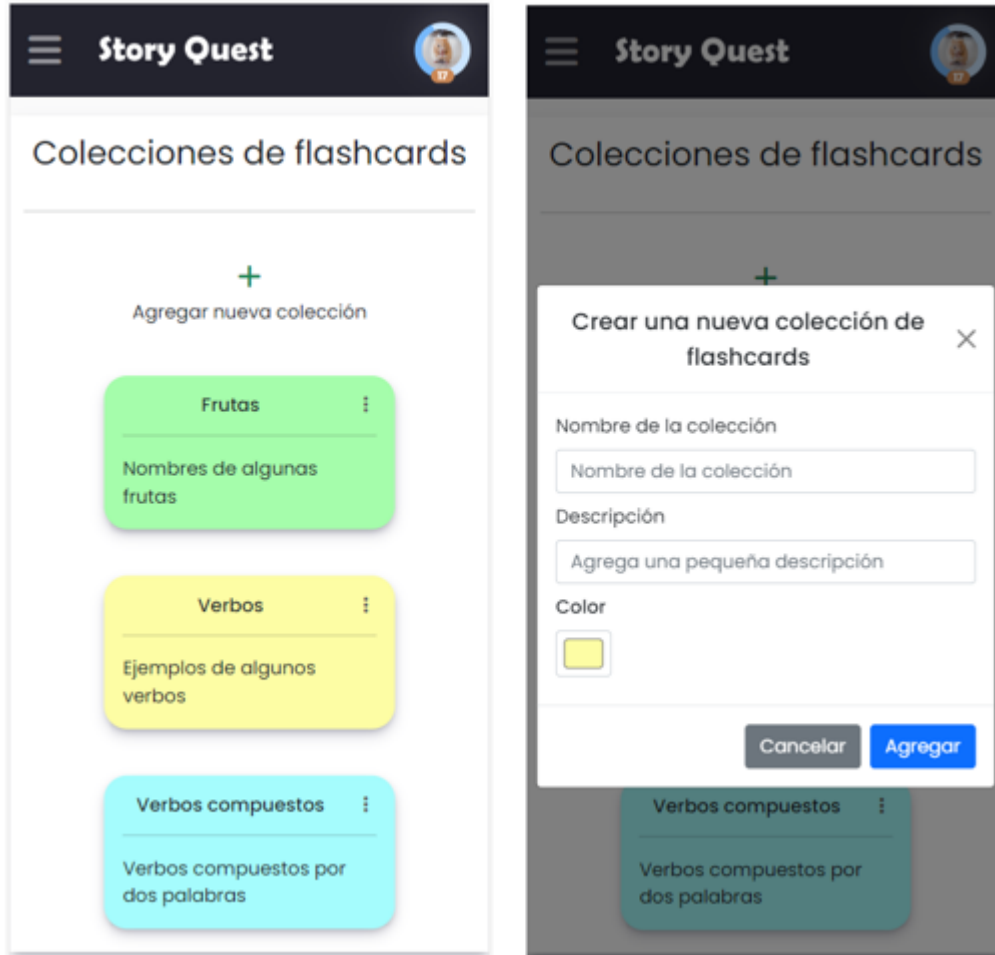 Story Quest
17
Colecciones de flashcards
Agregar nueva colección
Frutas
Nombres de algunas
frutas
Verbos
Ejemplos de algunos
verbos
Verbos compuestos
Verbos compuestos por
dos palabras
Story Quest
17
Colecciones de flashcards
Crear una nueva colección de
flashcards
Nombre de la colección
Nombre de la colección
Descripción
Agrega una pequeña descripción
Color
Cancelar
Agregar
Verbos compuestos
Verbos compuestos por
dos palabras